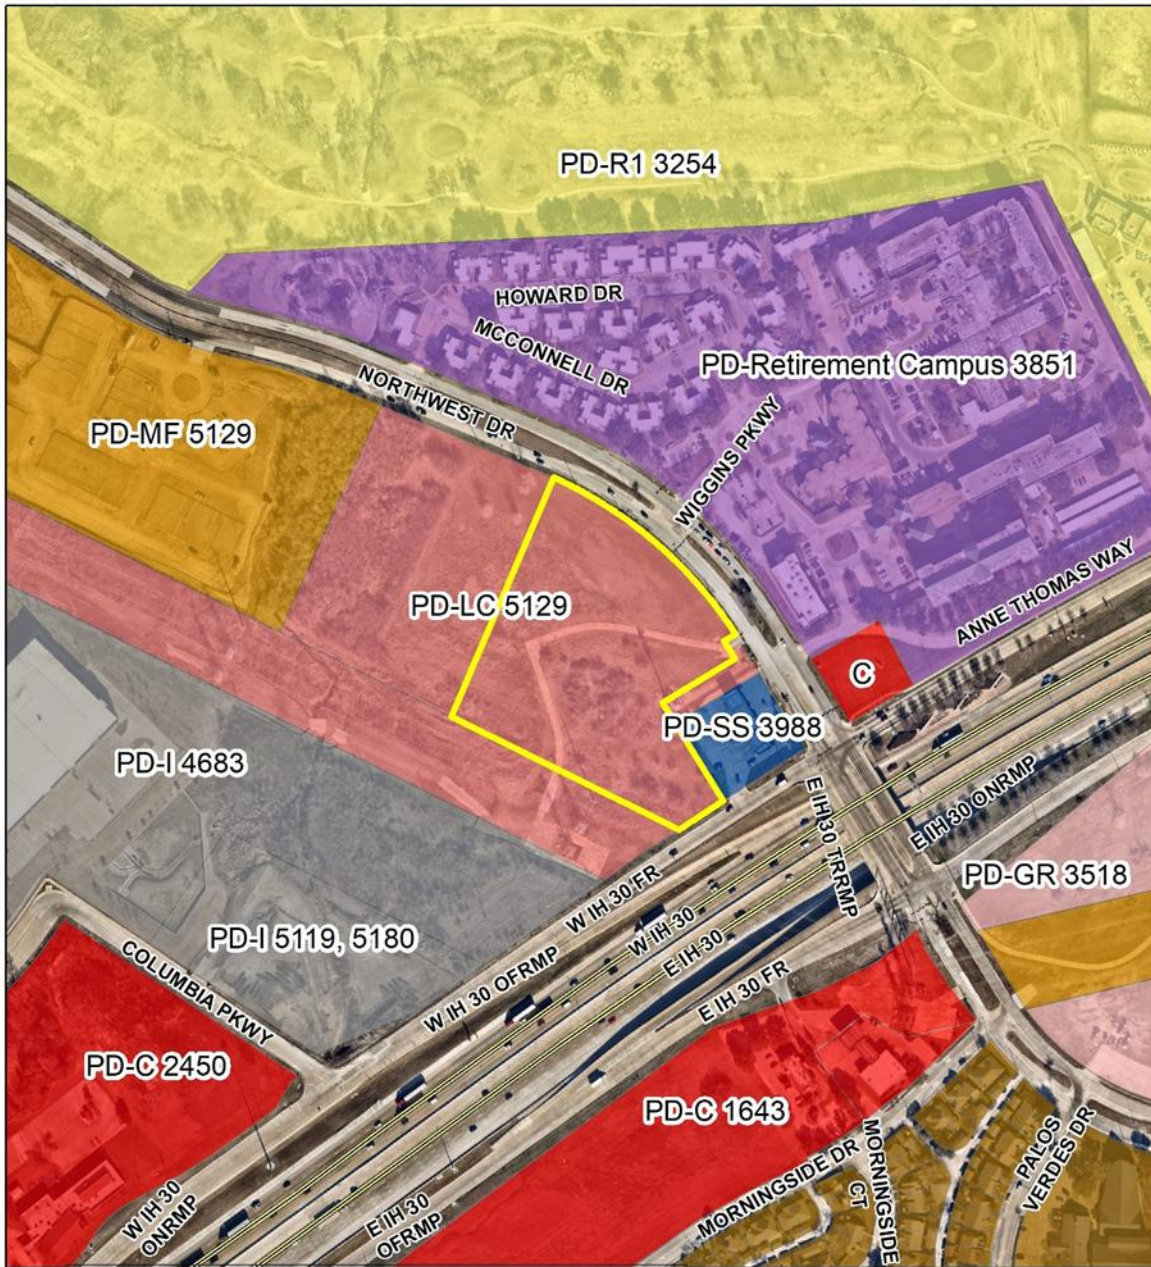 PD-R1 3254
HOWARD DR
MCCONNELL DR
PD-Retirement Campus 3851
NORTHWEST DR
PD-MF 5129
WIGGINS PKWY
ANNE THOMAS WAY
PD-LC 5129
C
PD-SS 3988
PD-I 4683
E IH 30 TRRMP
E IH 30 ONRMP
PD-GR 3518
W IH 30 FR
W IH 30
E IH 30
PD-I 5119, 5180
W IH 30 OFRMP
E IH 30 FR
COLUMBIA PKWY
PD-C 2450
PD-C 1643
MORNINGSIDE DR
MORNINGSIDE
CT
PALOS
VERDES DR
W IH 30
ONRMP
E IH 30
OFRMP